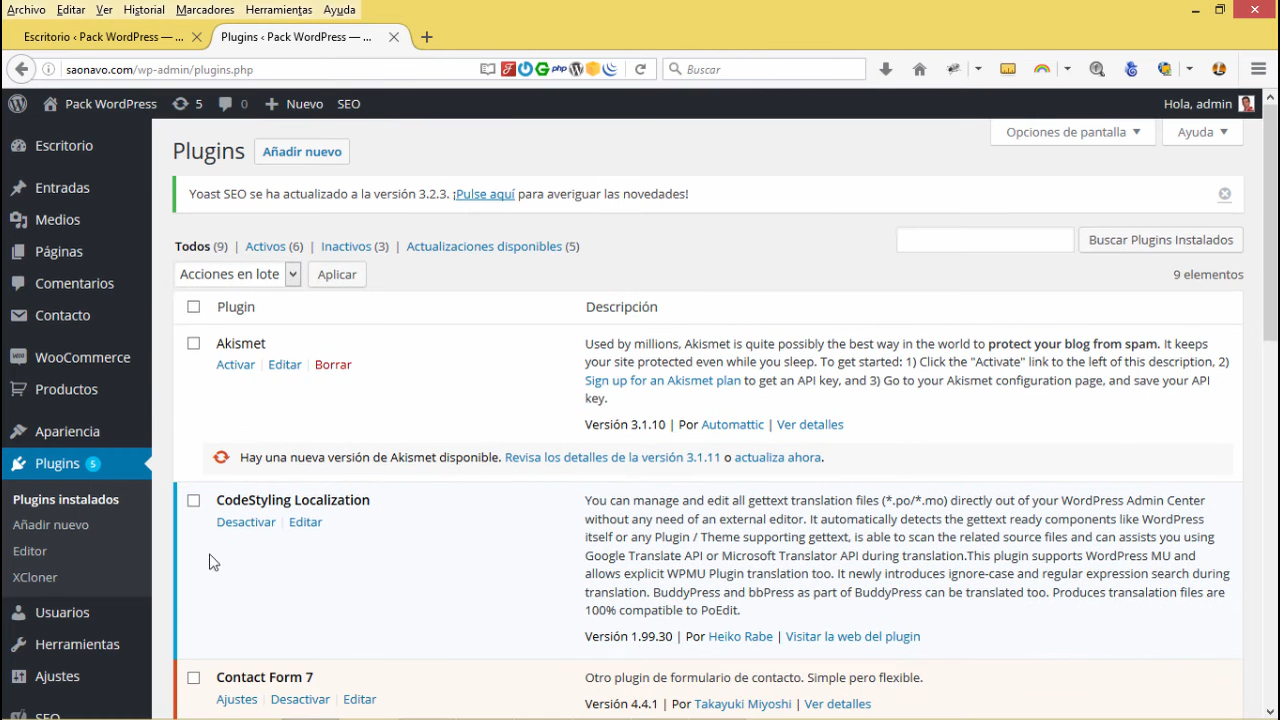 Archivo Editar Ver Historial Marcadores Herramientas Ayuda
Escritorio ‹ Pack WordPress — ... Plugins ‹ Pack WordPress — ...
saonavo.com/wp-admin/plugins.php Buscar
Pack WordPress 5 0 Nuevo SEO Hola, admin
Escritorio
Entradas
Medios
Páginas
Comentarios
Contacto
WooCommerce
Productos
Apariencia
Plugins 5
Plugins instalados
Añadir nuevo
Editor
XCloner
Usuarios
Herramientas
Ajustes
SEO
Opciones de pantalla Ayuda
Plugins Añadir nuevo
Yoast SEO se ha actualizado a la versión 3.2.3. ¡Pulse aquí para averiguar las novedades!
Todos (9) | Activos (6) | Inactivos (3) | Actualizaciones disponibles (5)
Buscar Plugins Instalados
Acciones en lote Aplicar 9 elementos
Plugin Descripción
Akismet
Activar | Editar | Borrar
Used by millions, Akismet is quite possibly the best way in the world to protect your blog from spam. It keeps
your site protected even while you sleep. To get started: 1) Click the "Activate" link to the left of this description, 2)
Sign up for an Akismet plan to get an API key, and 3) Go to your Akismet configuration page, and save your API
key.
Versión 3.1.10 | Por Automattic | Ver detalles
Hay una nueva versión de Akismet disponible. Revisa los detalles de la versión 3.1.11 o actualiza ahora.
CodeStyling Localization
Desactivar | Editar
You can manage and edit all gettext translation files (*.po/*.mo) directly out of your WordPress Admin Center
without any need of an external editor. It automatically detects the gettext ready components like WordPress
itself or any Plugin / Theme supporting gettext, is able to scan the related source files and can assists you using
Google Translate API or Microsoft Translator API during translation.This plugin supports WordPress MU and
allows explicit WPMU Plugin translation too. It newly introduces ignore-case and regular expression search during
translation. BuddyPress and bbPress as part of BuddyPress can be translated too. Produces transalation files are
100% compatible to PoEdit.
Versión 1.99.30 | Por Heiko Rabe | Visitar la web del plugin
Contact Form 7
Ajustes | Desactivar | Editar
Otro plugin de formulario de contacto. Simple pero flexible.
Versión 4.4.1 | Por Takayuki Miyoshi | Ver detalles